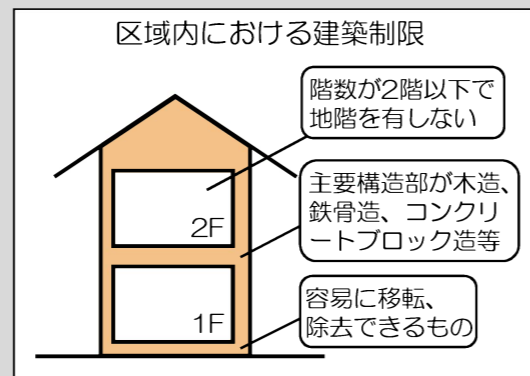 区域内における建築制限
階数が2階以下で
地階を有しない
主要構造部が木造、
鉄骨造、コンクリ
ートブロック造等
2F
容易に移転、
除去できるもの
1F